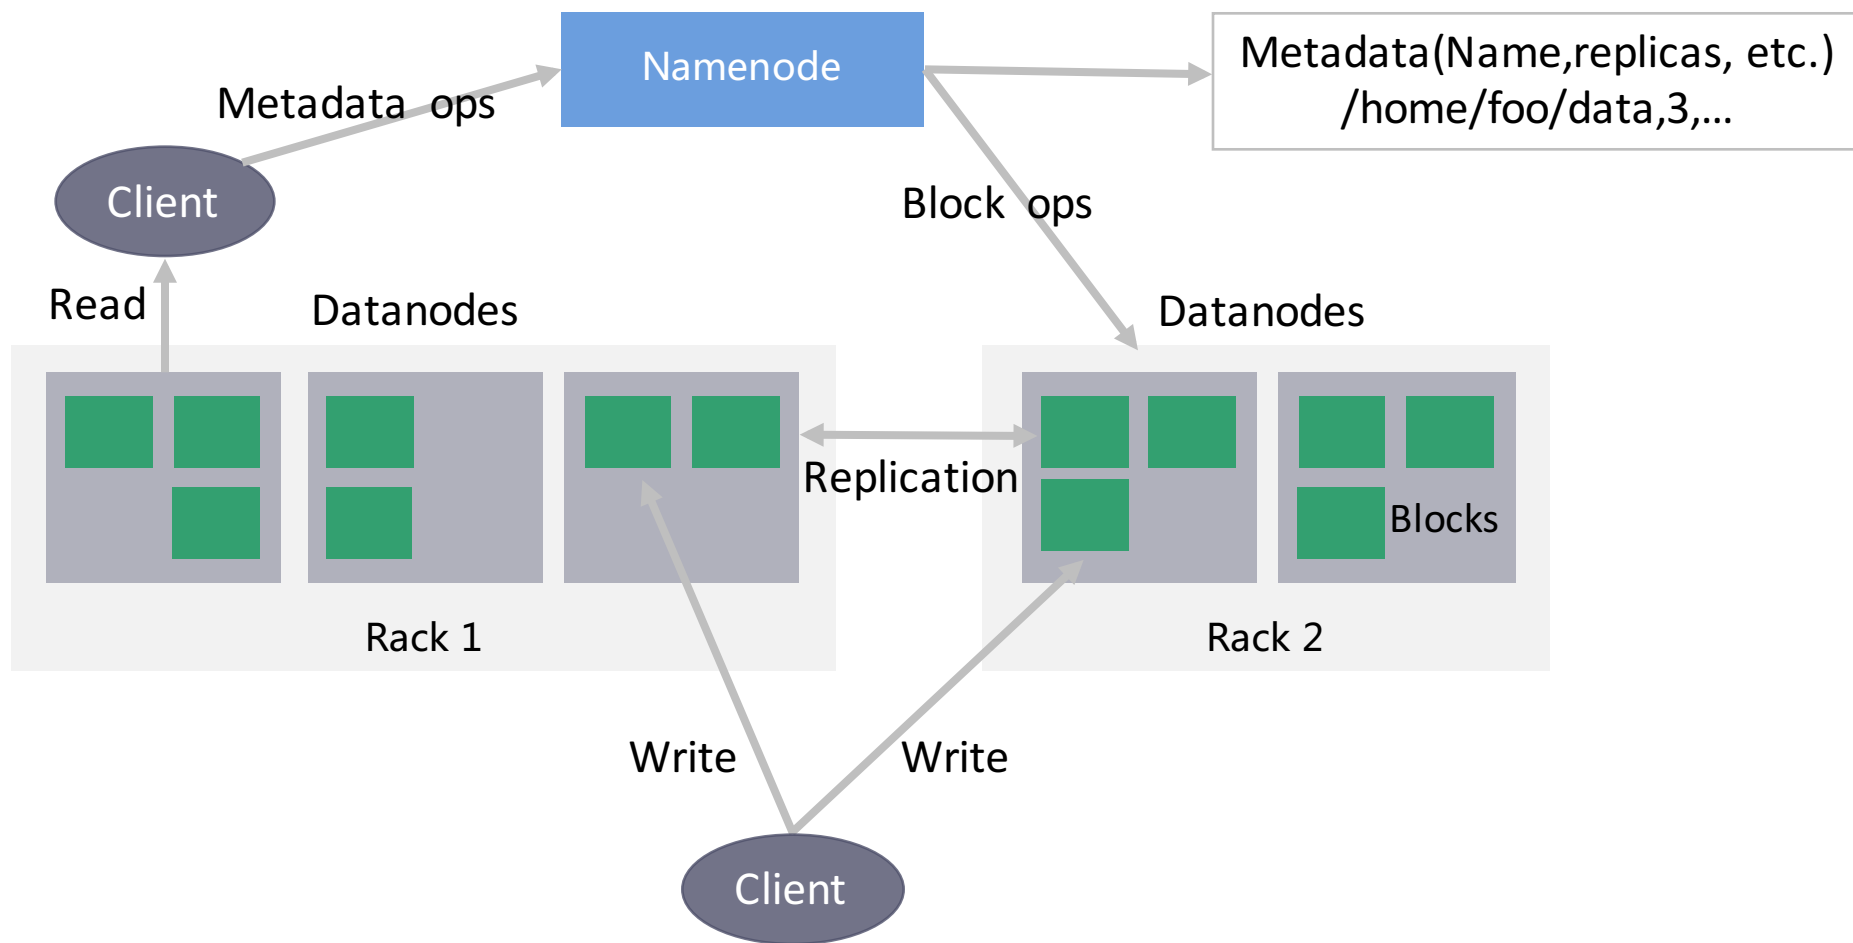 Namenode
Metadata(Name,replicas, etc.)
/home/foo/data,3,...
Metadata ops
Client
Block ops
Read
Datanodes
Datanodes
Replication
Blocks
Rack 1
Rack 2
Write
Write
Client